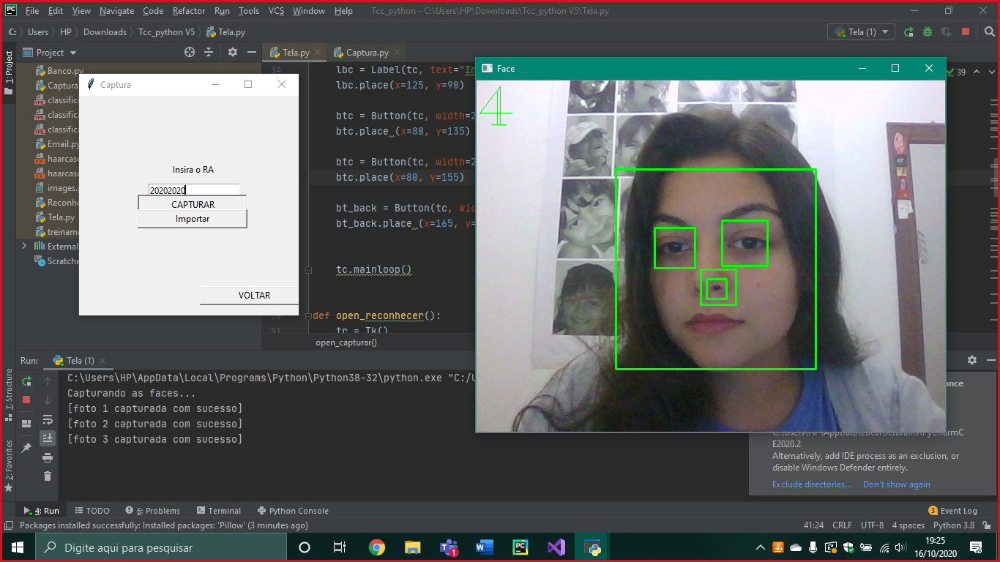 File Edit View Navigate Code Refactor Run Tools VCS Window Help Tcc_python - C:\Users\HP\Downloads\Tcc_python V5\Tela.py
C: Users HP Downloads Tcc_python V5 Tela.py
Tela (1)
1: Project
Project
Tela.py
Captura.py
Banco.py
Captura
classific
classific
classific
Email.py
haarcasc
haarcasc
images.
Reconhe
Tela.py
treiname
External
Scratche
Captura
Insira o RA
20202020
CAPTURAR
Importar
VOLTAR
34
lbc = Label(tc, text="In
lbc.place(x=125, y=90)
btc = Button(tc, width=2
btc.place (x=80, y=135)
btc = Button(tc, width=2
btc.place(x=80, y=155)
bt_back = Button(tc, wid
bt_back.place (x=165, y=
tc.mainloop()
def open_reconhecer():
51
tr = Tk()
open_capturar()
39
Face
4
Run: Tela (1)
C:\Users\HP\AppData\Local\Programs\Python\Python38-32\python.exe "C:/U
Capturando as faces...
[foto 1 capturada com sucesso]
[foto 2 capturada com sucesso]
[foto 3 capturada com sucesso]
7: Structure
2: Favorites
ance
C:\Users\HP\AppData\Local\JetBrains\PyCharmC
E2020.2
Alternatively, add IDE process as an exclusion, or
disable Windows Defender entirely.
Exclude directories... Don't show again
4: Run TODO 6: Problems Terminal Python Console
3 Event Log
Packages installed successfully: Installed packages: 'Pillow' (3 minutes ago)
41:24 CRLF UTF-8 4 spaces Python 3.8
Digite aqui para pesquisar
1
19:25
16/10/2020